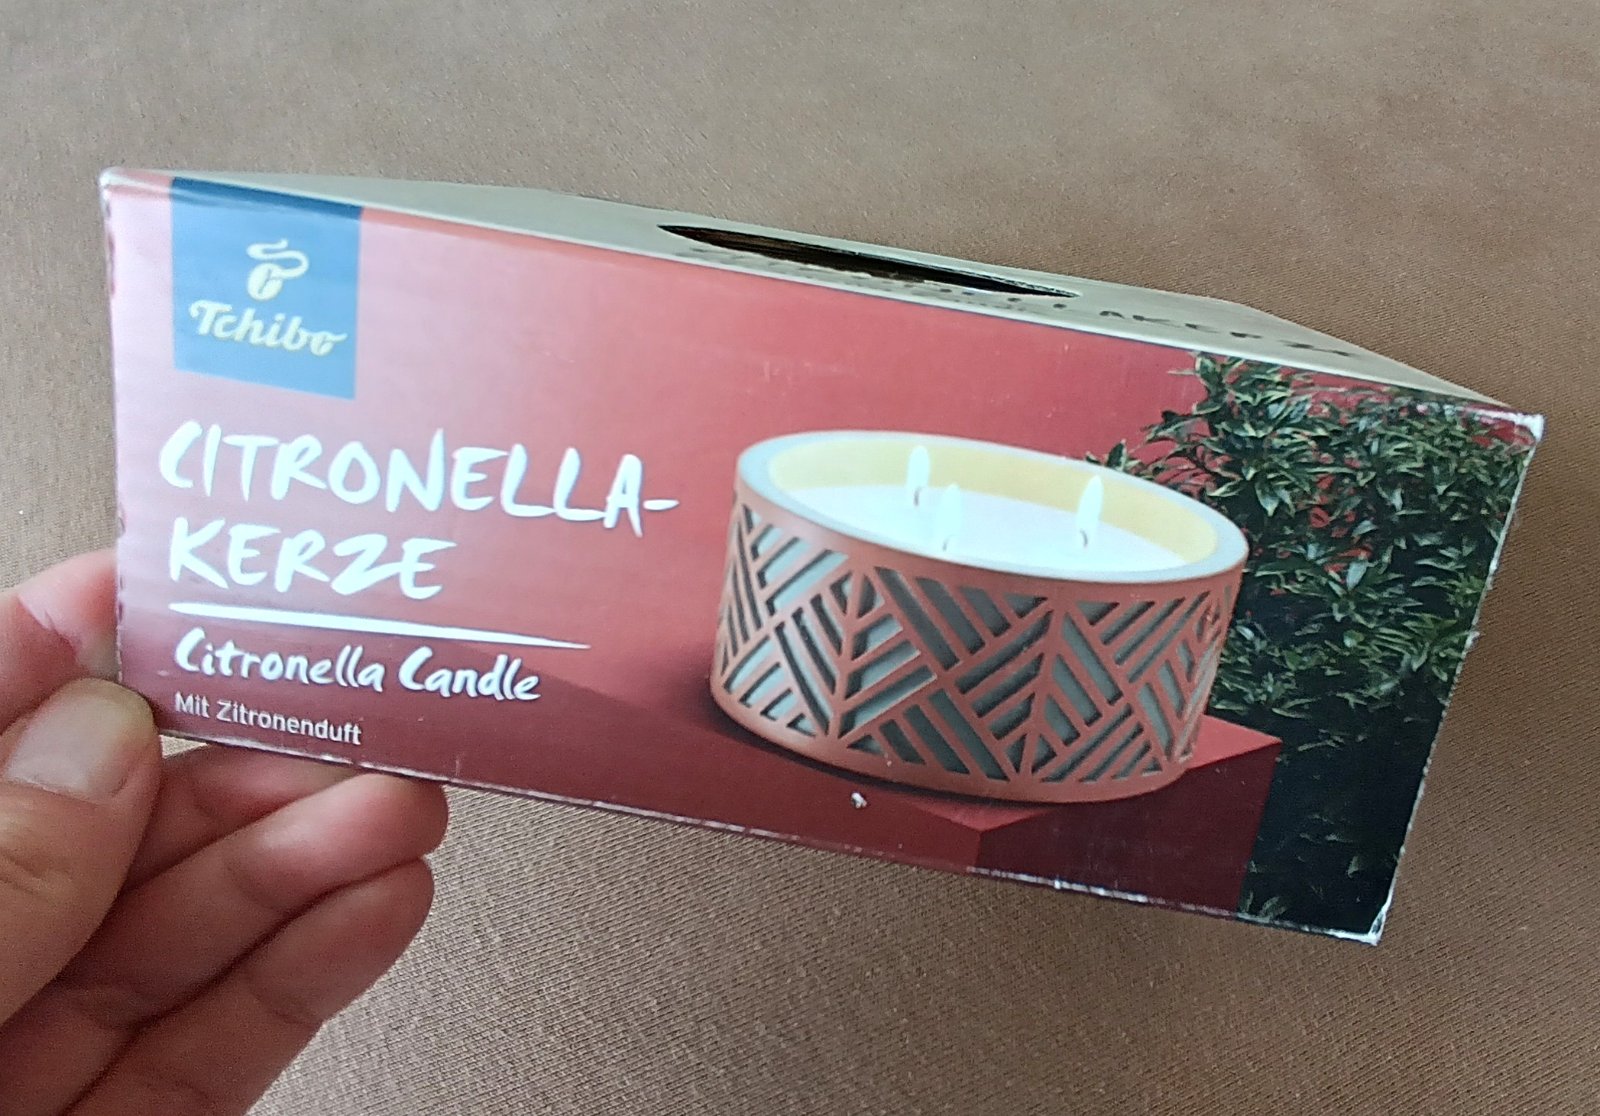 Tchibo
CITRONELLA-
KERZE
Citronella Candle
Mit Zitronenduft